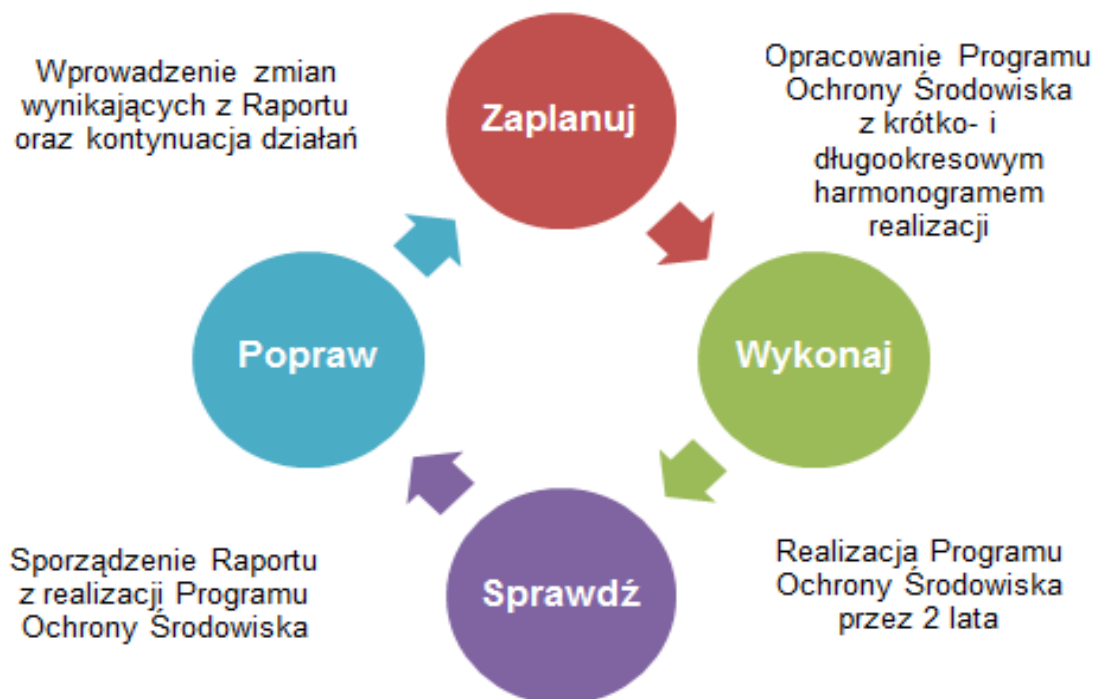 Wprowadzenie zmian
wynikających z Raportu
oraz kontynuacja działań
Zaplanuj
Opracowanie Programu
Ochrony Środowiska
z krótko- i
długookresowym
harmonogramem
realizacji
Popraw
Wykonaj
Sporządzenie Raportu
z realizacji Programu
Ochrony Środowiska
Sprawdź
Realizacja Programu
Ochrony Środowiska
przez 2 lata